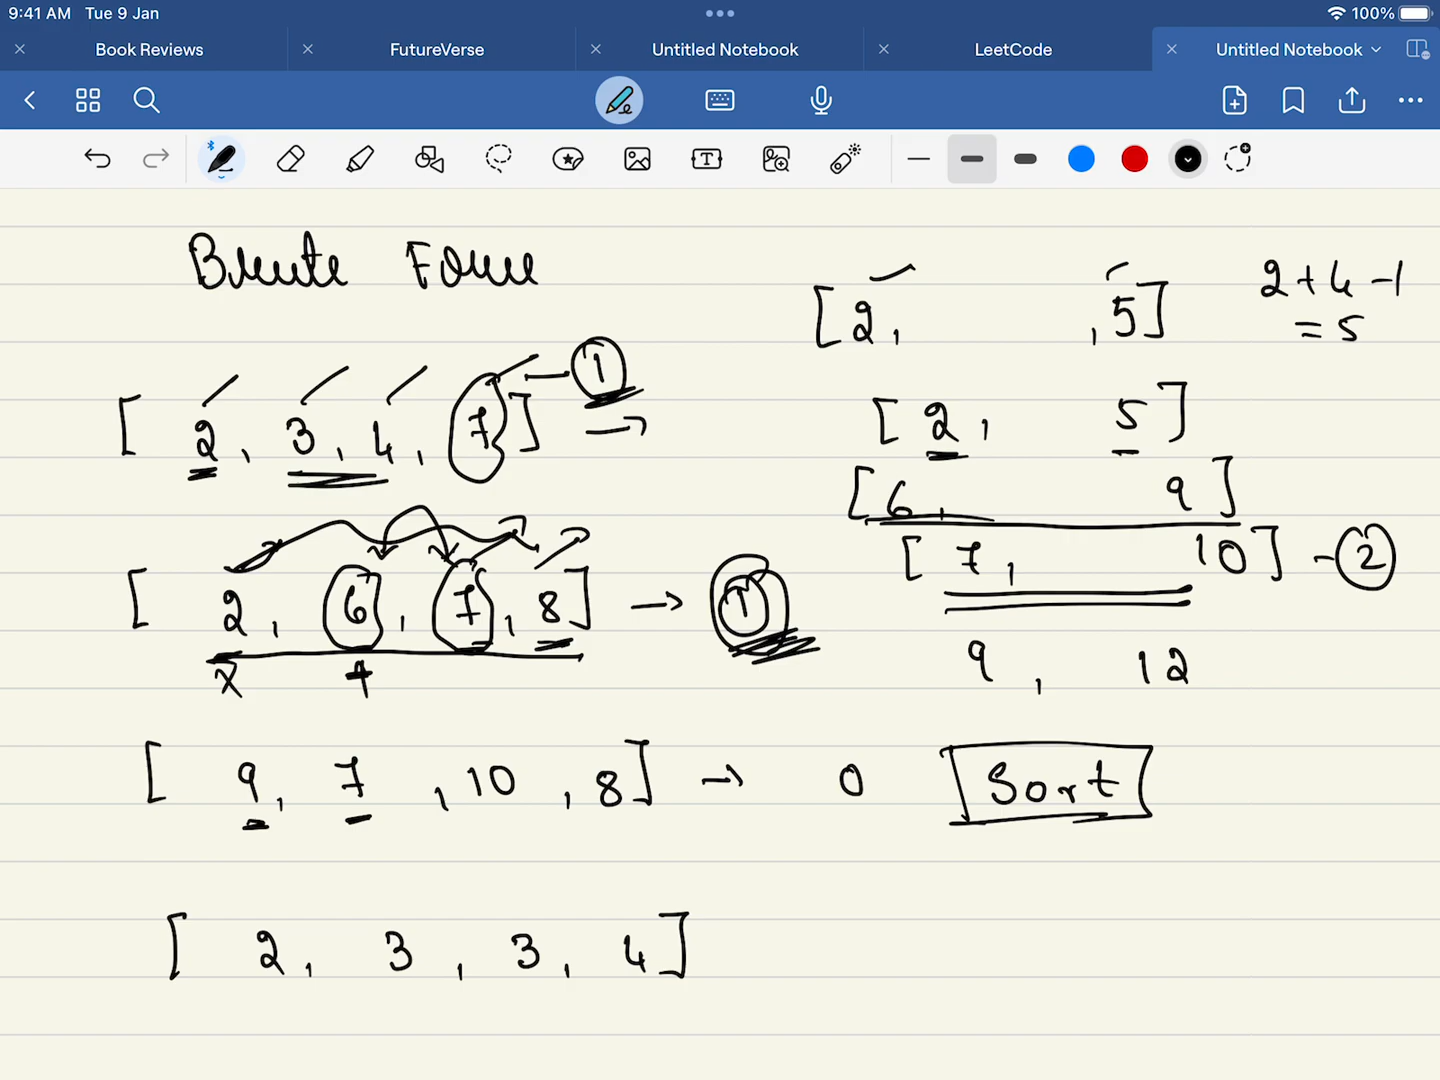 9:41 AM Tue 9 Jan
100%
Book Reviews
FutureVerse
Untitled Notebook
LeetCode
Untitled Notebook
T
Brute Force
[2, ,5]
2+4-1
=5
[2, 3, 4, 7] ← 1 →
[2, 5]
[6, 9]
[7, 10] - 2
[2, 6, 7, 8] → 1
9, 12
[9, 7, 10, 8] → 0
Sort
[2, 3, 3, 4]